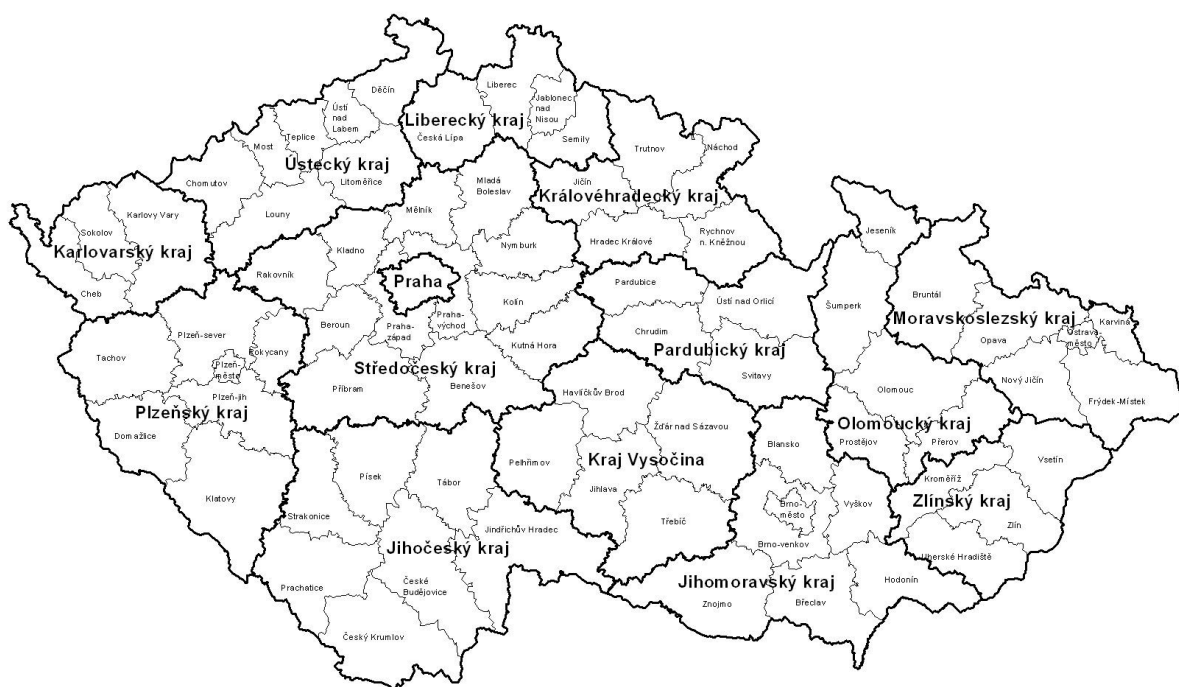 Děčín
Liberec
Ústí
nad
Labem
Jablonec
nad
Nisou
Liberecký kraj
Česká Lípa
Semily
Teplice
Most
Ústecký kraj
Litoměřice
Chomutov
Louny
Trutnov
Náchod
Jičín
Královéhradecký kraj
Hradec Králové
Rychnov
n. Kněžnou
Mladá
Boleslav
Mělník
Nymburk
Karlovy Vary
Sokolov
Karlovarský kraj
Cheb
Kladno
Rakovník
Praha
Kolín
Beroun
Praha-
západ
Praha-
východ
Kutná Hora
Středočeský kraj
Příbram
Benešov
Pardubice
Ústí nad Orlicí
Chrudim
Pardubický kraj
Svitavy
Jeseník
Šumperk
Bruntál
Moravskoslezský kraj
Karviná
Opava
Ostrava-
město
Nový Jičín
Frýdek-Místek
Plzeň-sever
Tachov
Rokycany
Plzeň-
město
Plzeň-jih
Plzeňský kraj
Domažlice
Klatovy
Olomouc
Olomoucký kraj
Prostějov
Přerov
Havlíčkův Brod
Žďár nad Sázavou
Pelhřimov
Kraj Vysočina
Jihlava
Třebíč
Blansko
Brno-
město
Vyškov
Brno-venkov
Vsetín
Kroměříž
Zlínský kraj
Zlín
Uherské Hradiště
Písek
Tábor
Strakonice
Jindřichův Hradec
Jihočeský kraj
Prachatice
České
Budějovice
Český Krumlov
Jihomoravský kraj
Hodonín
Znojmo
Břeclav